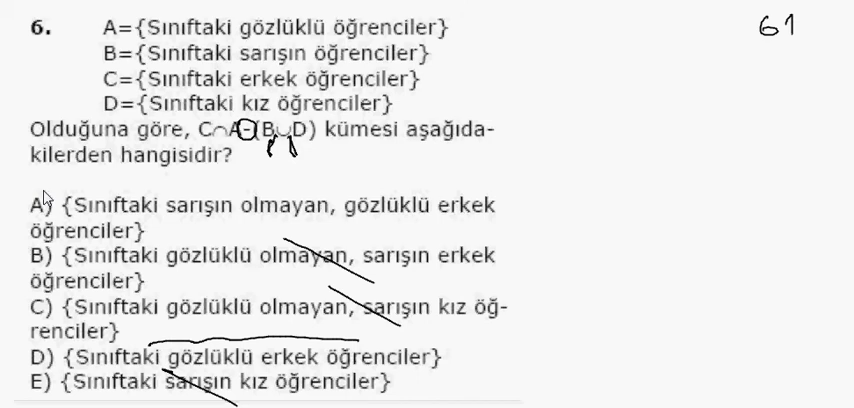 6. A={Sınıftaki gözlüklü öğrenciler}
61
B={Sınıftaki sarışın öğrenciler}
C={Sınıftaki erkek öğrenciler}
D={Sınıftaki kız öğrenciler}
Olduğuna göre, C∩A-(B∪D) kümesi aşağıda-
kilerden hangisidir?
A) {Sınıftaki sarışın olmayan, gözlüklü erkek
öğrenciler}
B) {Sınıftaki gözlüklü olmayan, sarışın erkek
öğrenciler}
C) {Sınıftaki gözlüklü olmayan, sarışın kız öğ-
renciler}
D) {Sınıftaki gözlüklü erkek öğrenciler}
E) {Sınıftaki sarışın kız öğrenciler}